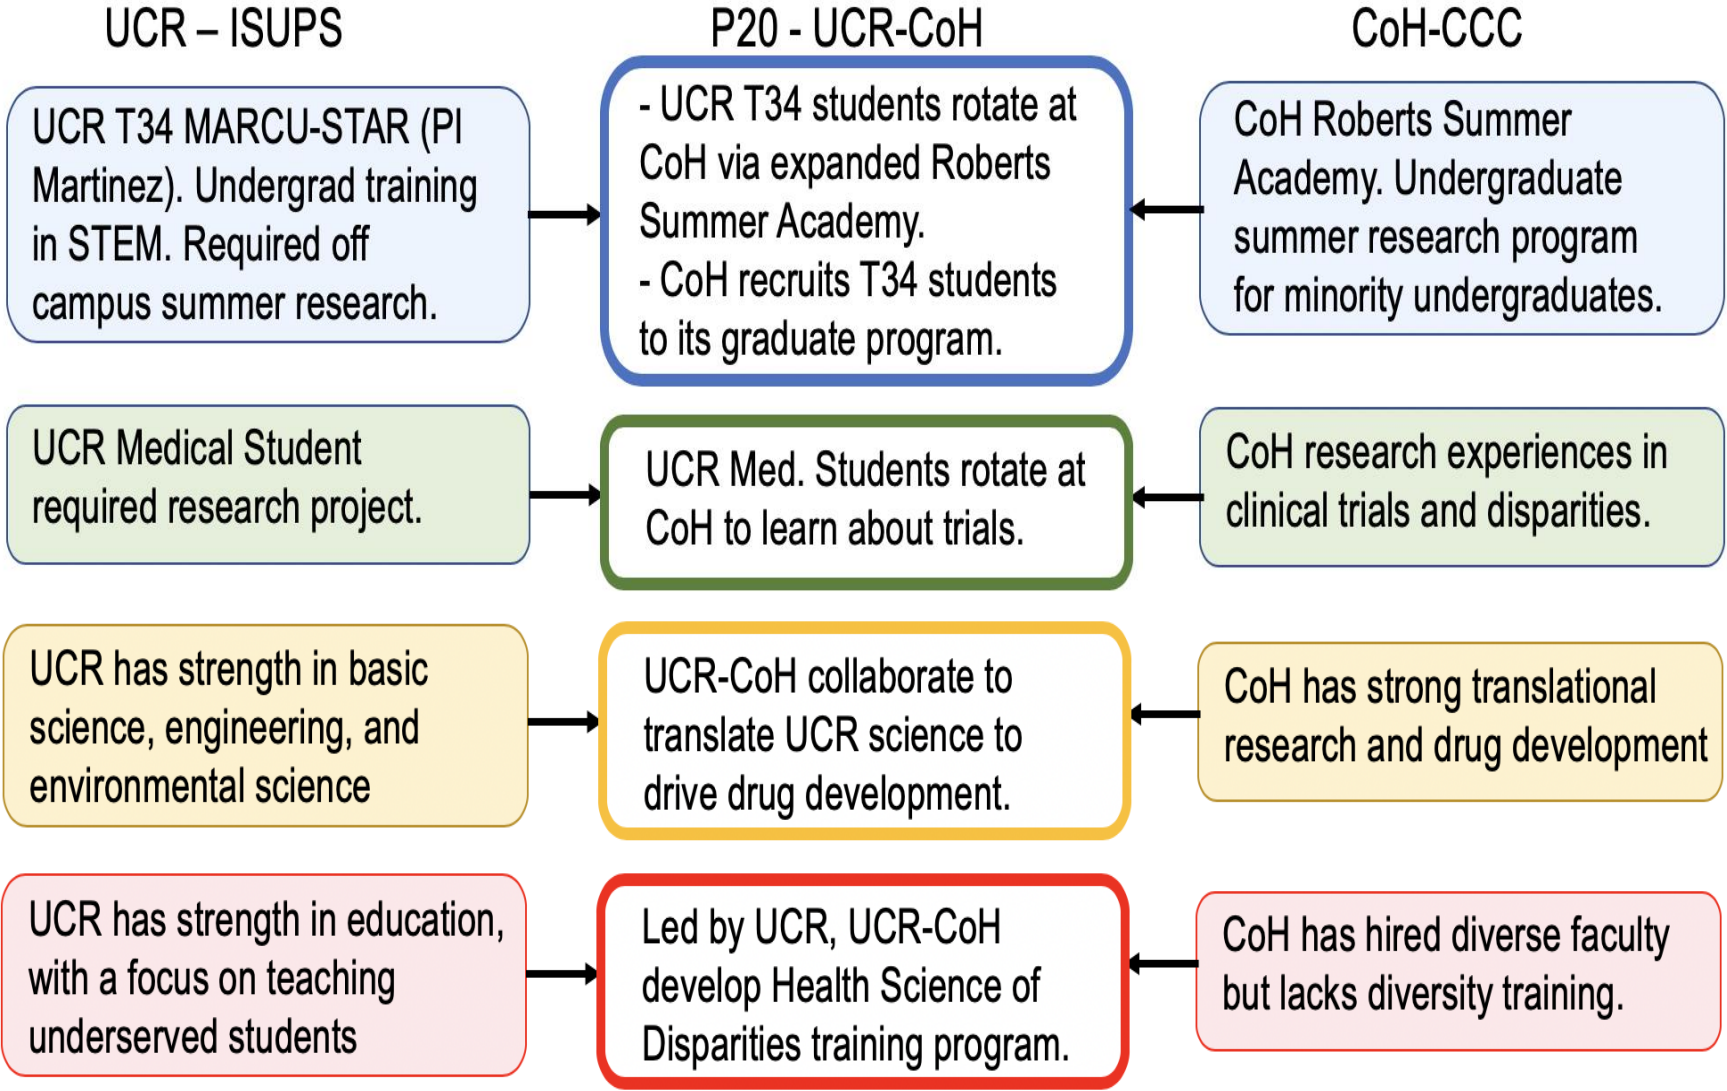 UCR – ISUPS
P20 - UCR-CoH
CoH-CCC
UCR T34 MARCU-STAR (PI
Martinez). Undergrad training
in STEM. Required off
campus summer research.
- UCR T34 students rotate at
CoH via expanded Roberts
Summer Academy.
- CoH recruits T34 students
to its graduate program.
CoH Roberts Summer
Academy. Undergraduate
summer research program
for minority undergraduates.
UCR Medical Student
required research project.
UCR Med. Students rotate at
CoH to learn about trials.
CoH research experiences in
clinical trials and disparities.
UCR has strength in basic
science, engineering, and
environmental science
UCR-CoH collaborate to
translate UCR science to
drive drug development.
CoH has strong translational
research and drug development
UCR has strength in education,
with a focus on teaching
underserved students
Led by UCR, UCR-CoH
develop Health Science of
Disparities training program.
CoH has hired diverse faculty
but lacks diversity training.